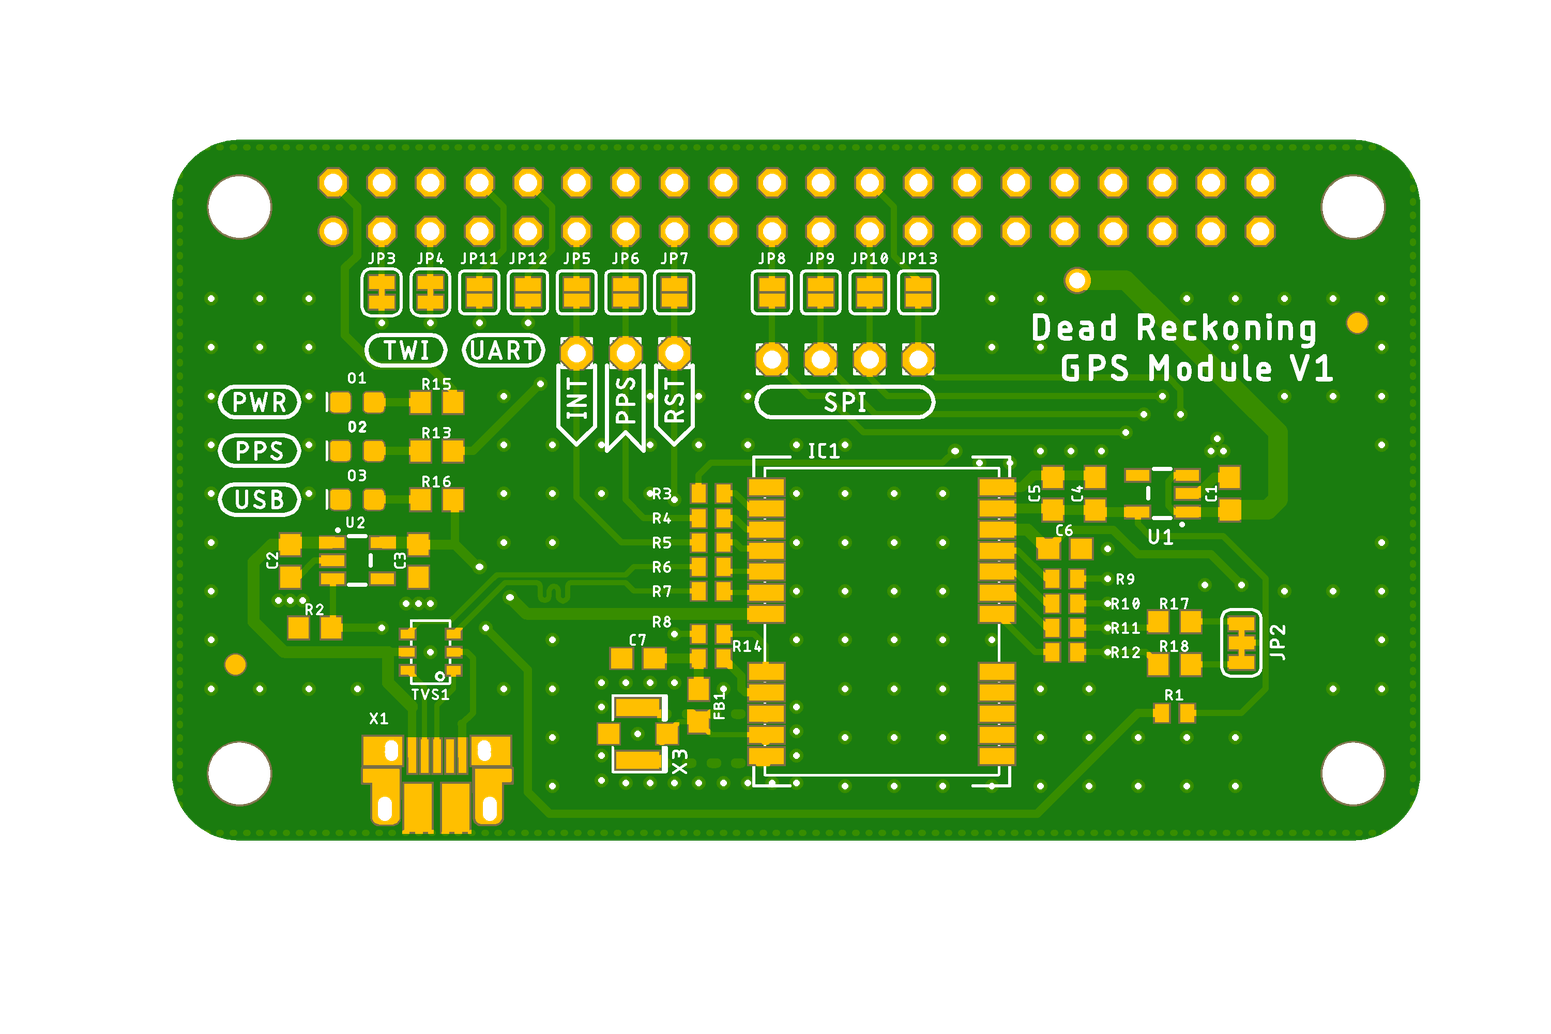 JP3 JP4 JP11 JP12 JP5 JP6 JP7 JP8 JP9 JP10 JP13
Dead Reckoning
GPS Module V1
TWI UART
INT PPS RST
SPI
O1
PWR
R15
O2
PPS
R13
O3
USB
R16
IC1
U2
C2
C3
R2
TVS1
X1
R3
R4
R5
R6
R7
R8
C7
R14
FB1
X3
C5
C4
C1
C6
U1
R9
R10
R11
R12
R17
R18
JP2
R1